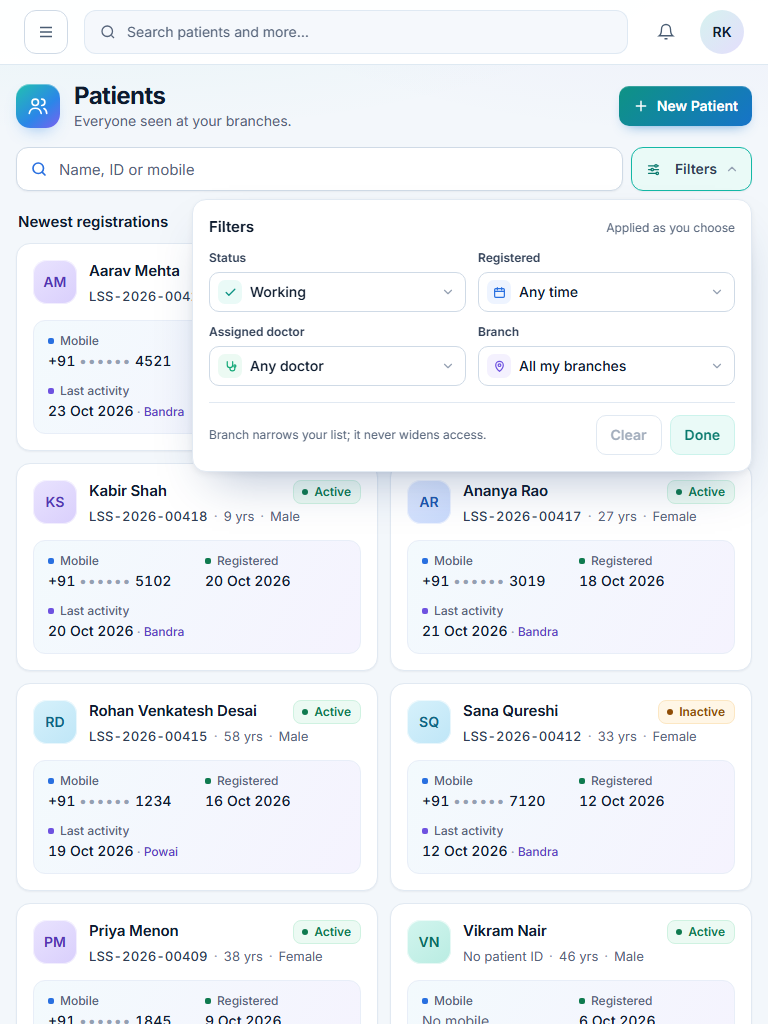 Search patients and more...
RK
Patients
Everyone seen at your branches.
New Patient
Name, ID or mobile
Filters
Newest registrations
Filters
Applied as you choose
Status
Registered
Working
Any time
Assigned doctor
Branch
Any doctor
All my branches
Branch narrows your list; it never widens access.
Clear
Done
AM
Aarav Mehta
LSS-2026-004
Mobile
+91 •••••• 4521
Last activity
23 Oct 2026 · Bandra
KS
Kabir Shah
Active
LSS-2026-00418 · 9 yrs · Male
Mobile
Registered
+91 •••••• 5102
20 Oct 2026
Last activity
20 Oct 2026 · Bandra
AR
Ananya Rao
Active
LSS-2026-00417 · 27 yrs · Female
Mobile
Registered
+91 •••••• 3019
18 Oct 2026
Last activity
21 Oct 2026 · Bandra
RD
Rohan Venkatesh Desai
Active
LSS-2026-00415 · 58 yrs · Male
Mobile
Registered
+91 •••••• 1234
16 Oct 2026
Last activity
19 Oct 2026 · Powai
SQ
Sana Qureshi
Inactive
LSS-2026-00412 · 33 yrs · Female
Mobile
Registered
+91 •••••• 7120
12 Oct 2026
Last activity
12 Oct 2026 · Bandra
PM
Priya Menon
Active
LSS-2026-00409 · 38 yrs · Female
Mobile
Registered
+91 •••••• 1845
9 Oct 2026
VN
Vikram Nair
Active
No patient ID · 46 yrs · Male
Mobile
Registered
No mobile
6 Oct 2026